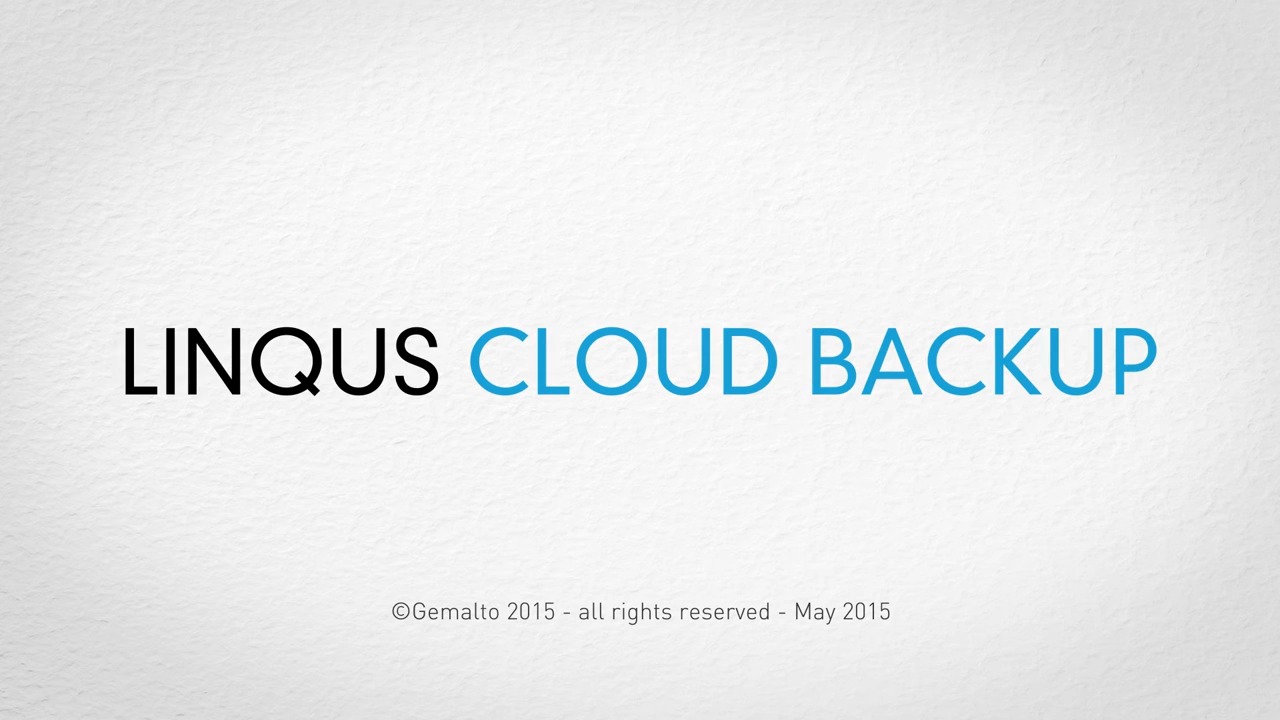 LINQUS CLOUD BACKUP
©Gemalto 2015 - all rights reserved - May 2015